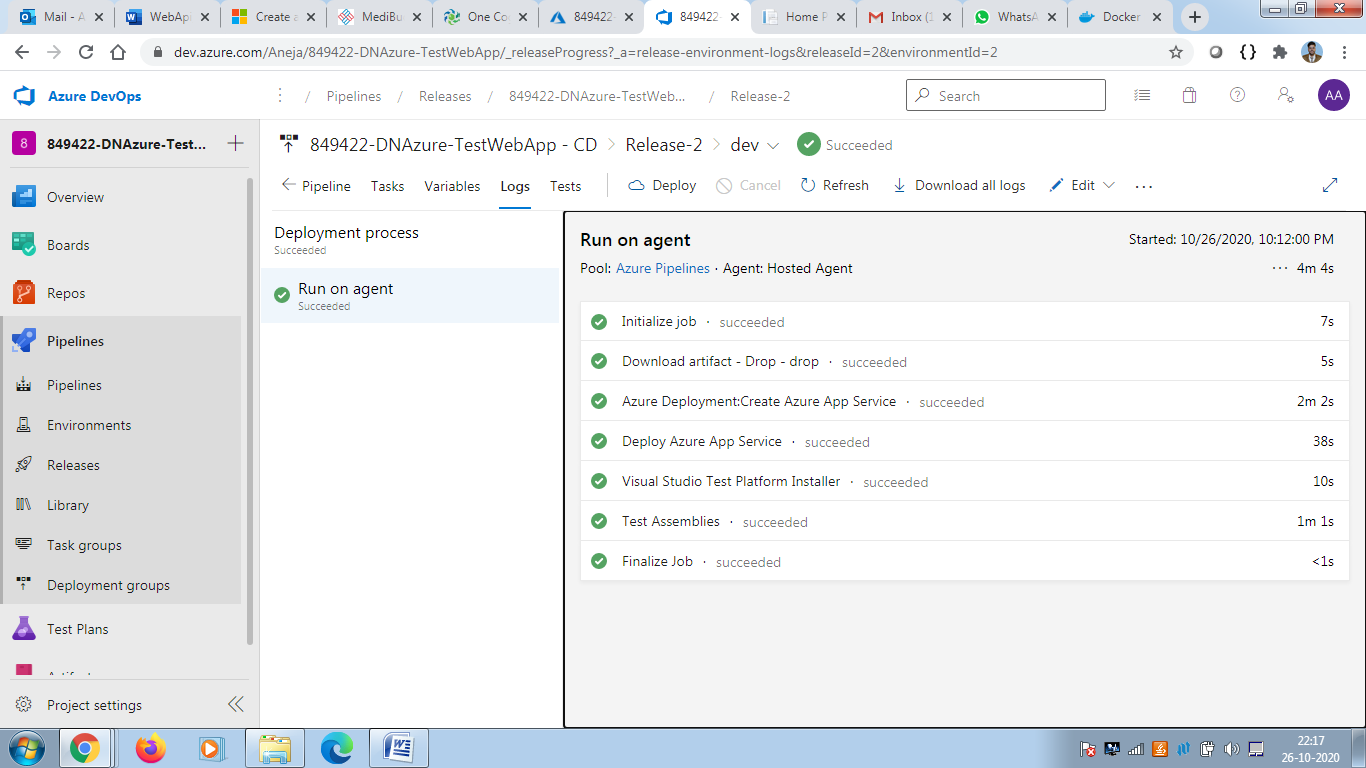 Mail - A
WebAp
Create a
MediBu
One Co
849422
849422-
Home P
Inbox (1
WhatsA
Docker
dev.azure.com/Aneja/849422-DNAzure-TestWebApp/_releaseProgress?_a=release-environment-logs&releaseId=2&environmentId=2
Azure DevOps
/ Pipelines / Releases / 849422-DNAzure-TestWeb... / Release-2
Search
AA
8 849422-DNAzure-Test...
Overview
Boards
Repos
Pipelines
Pipelines
Environments
Releases
Library
Task groups
Deployment groups
Test Plans
Project settings
849422-DNAzure-TestWebApp - CD > Release-2 > dev Succeeded
Pipeline Tasks Variables Logs Tests Deploy Cancel Refresh Download all logs Edit ...
Deployment process
Succeeded
Run on agent
Succeeded
Run on agent
Started: 10/26/2020, 10:12:00 PM
Pool: Azure Pipelines · Agent: Hosted Agent
... 4m 4s
Initialize job · succeeded 7s
Download artifact - Drop - drop · succeeded 5s
Azure Deployment:Create Azure App Service · succeeded 2m 2s
Deploy Azure App Service · succeeded 38s
Visual Studio Test Platform Installer · succeeded 10s
Test Assemblies · succeeded 1m 1s
Finalize Job · succeeded <1s
22:17
26-10-2020